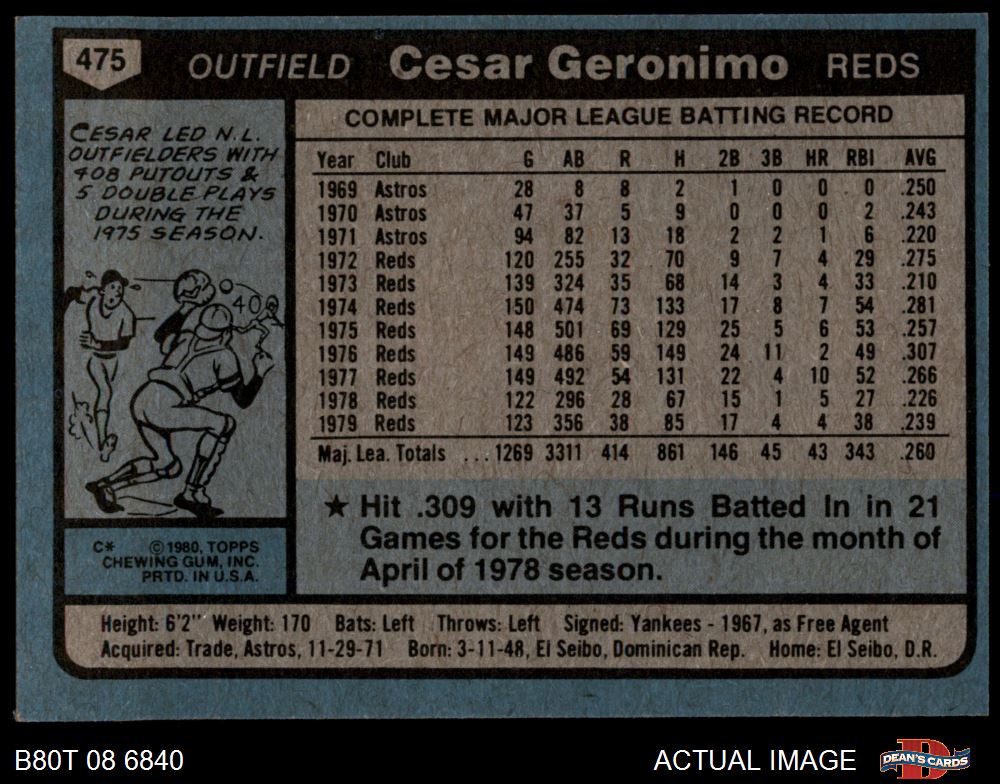 475 OUTFIELD Cesar Geronimo REDS
CESAR LED N.L.
OUTFIELDERS WITH
408 PUTOUTS &
5 DOUBLE PLAYS
DURING THE
1975 SEASON.
408
C* ©1980, TOPPS
CHEWING GUM, INC.
PRTD. IN U.S.A.
COMPLETE MAJOR LEAGUE BATTING RECORD
Year Club G AB R H 2B 3B HR RBI AVG
1969 Astros 28 8 8 2 1 0 0 0 .250
1970 Astros 47 37 5 9 0 0 0 2 .243
1971 Astros 94 82 13 18 2 2 1 6 .220
1972 Reds 120 255 32 70 9 7 4 29 .275
1973 Reds 139 324 35 68 14 3 4 33 .210
1974 Reds 150 474 73 133 17 8 7 54 .281
1975 Reds 148 501 69 129 25 5 6 53 .257
1976 Reds 149 486 59 149 24 11 2 49 .307
1977 Reds 149 492 54 131 22 4 10 52 .266
1978 Reds 122 296 28 67 15 1 5 27 .226
1979 Reds 123 356 38 85 17 4 4 38 .239
Maj. Lea. Totals ... 1269 3311 414 861 146 45 43 343 .260
★ Hit .309 with 13 Runs Batted In in 21
Games for the Reds during the month of
April of 1978 season.
Height: 6'2" Weight: 170 Bats: Left Throws: Left Signed: Yankees - 1967, as Free Agent
Acquired: Trade, Astros, 11-29-71 Born: 3-11-48, El Seibo, Dominican Rep. Home: El Seibo, D.R.
B80T 08 6840 ACTUAL IMAGE D DEAN'S CARDS